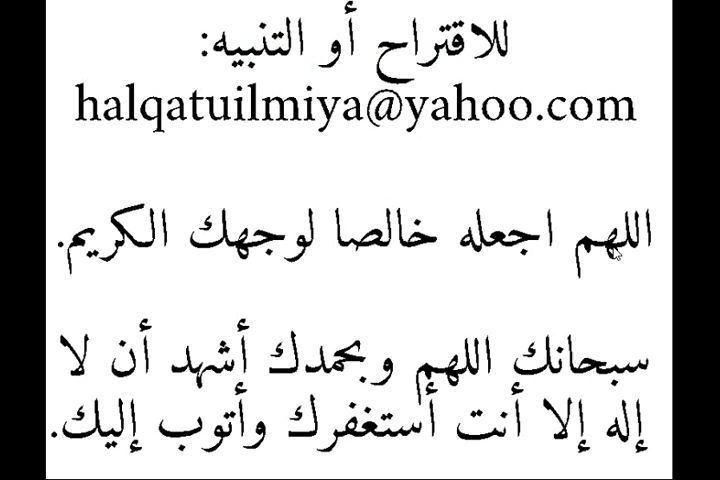 للاقتراح أو التنبيه:
halqatuilmiya@yahoo.com
اللهم اجعله خالصا لوجهك الكريم.
سبحانك اللهم وبحمدك أشهد أن لا
إله إلا أنت أستغفرك وأتوب إليك.